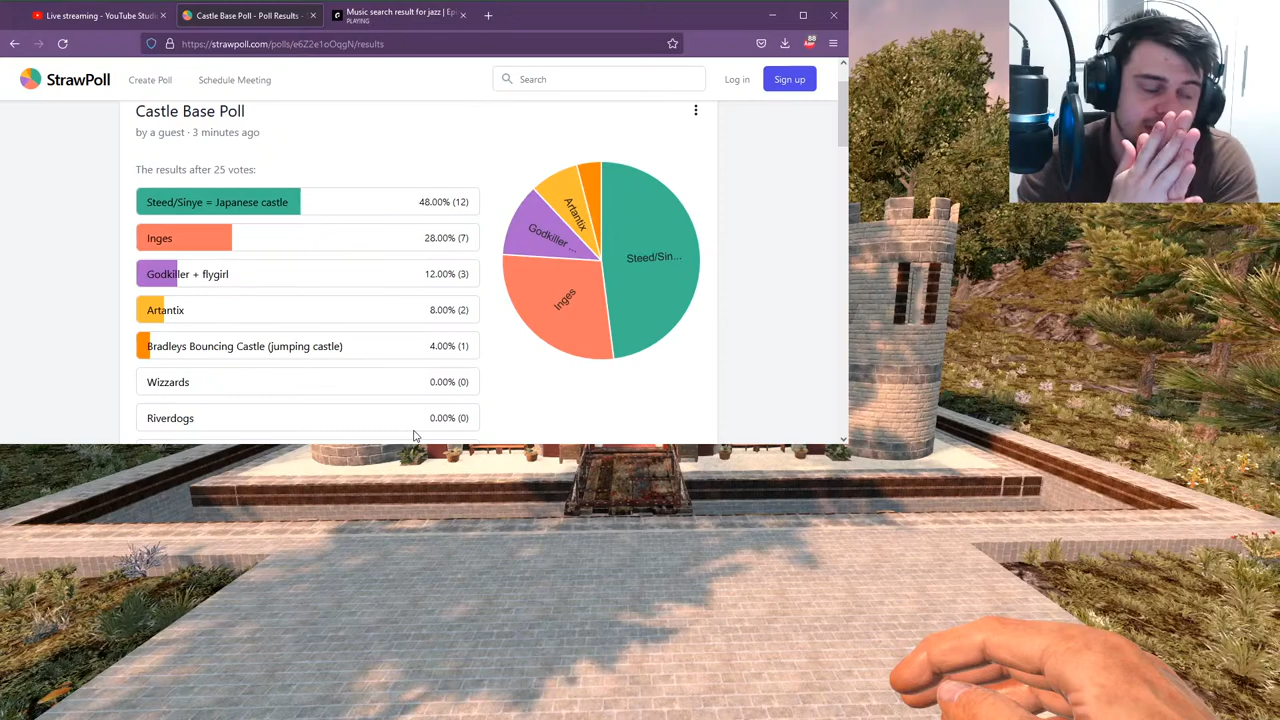 Live streaming - YouTube Studi
Castle Base Poll - Poll Results -
Music search result for jazz | Ep
PLAYING
https://strawpoll.com/polls/e6Z2e1oOqgN/results
88
StrawPoll
Create Poll
Schedule Meeting
Search
Log in
Sign up
Castle Base Poll
by a guest · 3 minutes ago
The results after 25 votes:
Steed/Sinye = Japanese castle 48.00% (12)
Inges 28.00% (7)
Godkiller + flygirl 12.00% (3)
Artantix 8.00% (2)
Bradleys Bouncing Castle (jumping castle) 4.00% (1)
Wizzards 0.00% (0)
Riverdogs 0.00% (0)
Artantix
Godkiller ...
Steed/Sin...
Inges